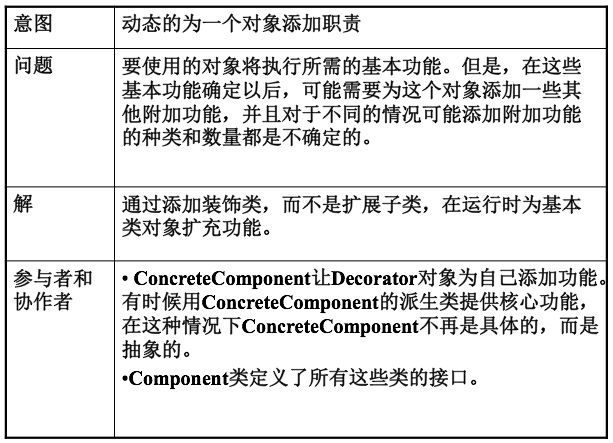 意图
动态的为一个对象添加职责
问题
要使用的对象将执行所需的基本功能。但是，在这些
基本功能确定以后，可能需要为这个对象添加一些其
他附加功能，并且对于不同的情况可能添加附加功能
的种类和数量都是不确定的。
解
通过添加装饰类，而不是扩展子类，在运行时为基本
类对象扩充功能。
参与者和
协作者
• ConcreteComponent让Decorator对象为自己添加功能。
有时候用ConcreteComponent的派生类提供核心功能，
在这种情况下ConcreteComponent不再是具体的，而是
抽象的。
•Component类定义了所有这些类的接口。